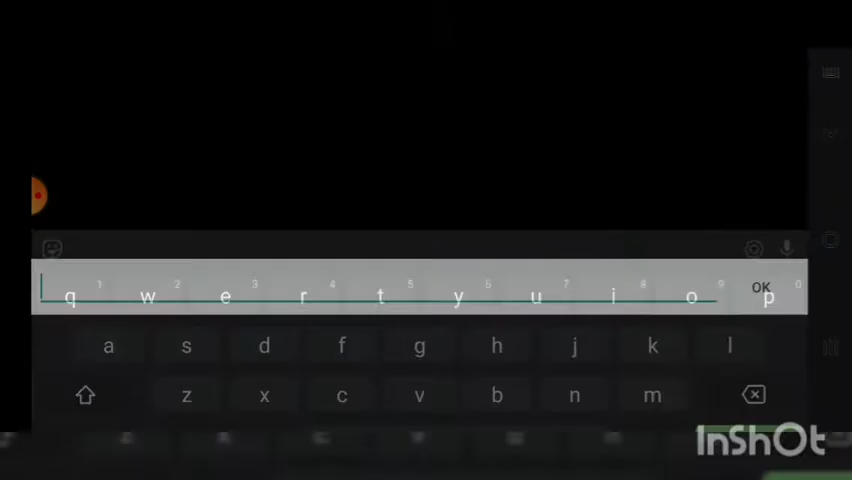 1 2 3 4 5 6 7 8 9 0
q w e r t y u i o p
OK
a s d f g h j k l
z x c v b n m
InShOt